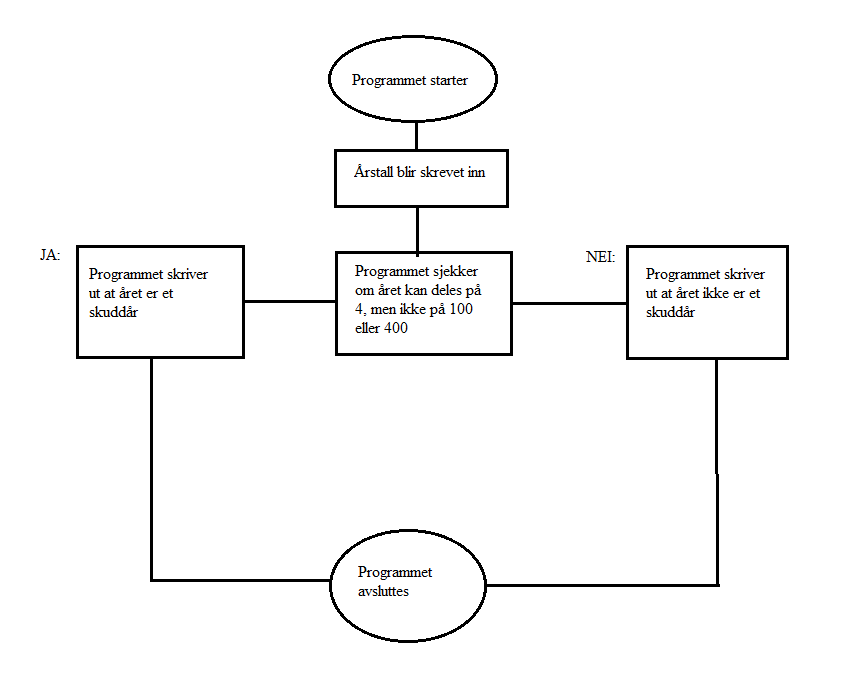 Programmet starter
Årstall blir skrevet inn
JA:
Programmet skriver
ut at året er et
skuddår
Programmet sjekker
om året kan deles på
4, men ikke på 100
eller 400
NEI:
Programmet skriver
ut at året ikke er et
skuddår
Programmet
avsluttes